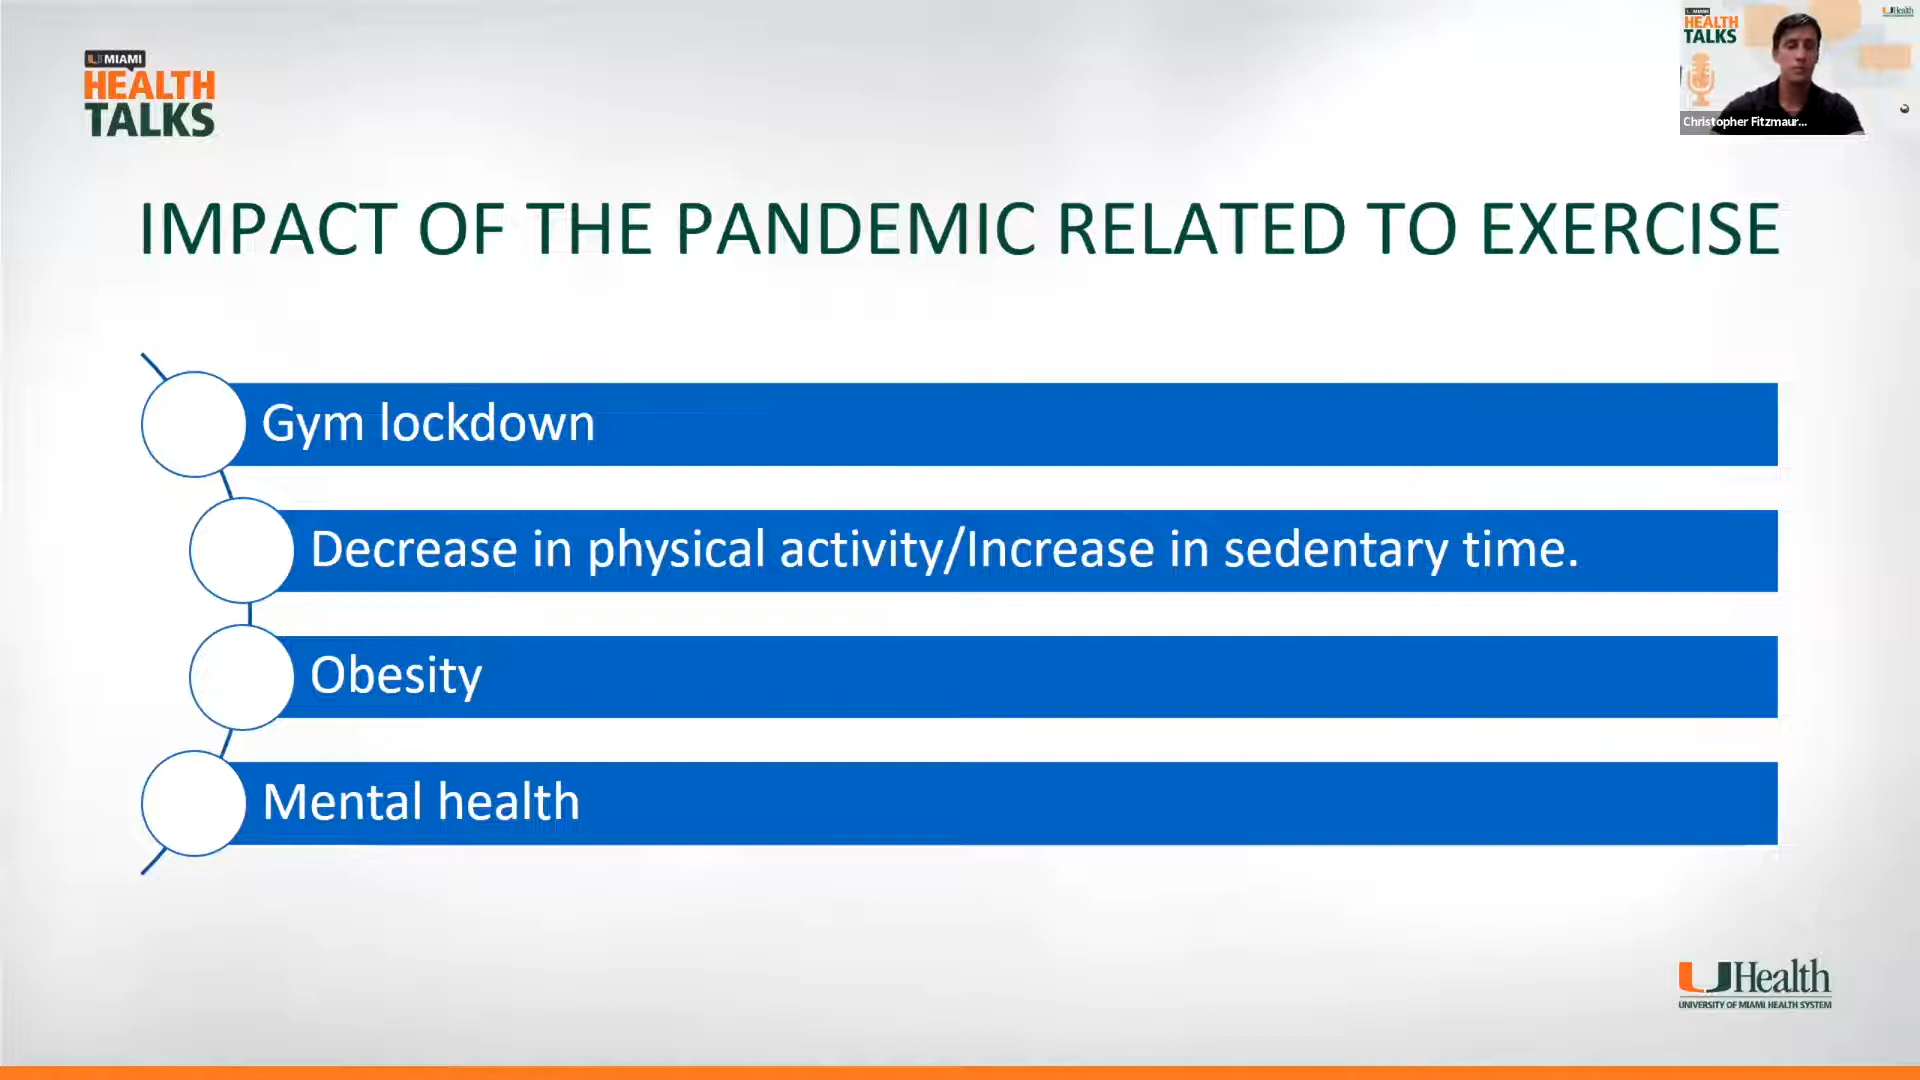 U MIAMI
HEALTH
TALKS
U MIAMI
HEALTH
TALKS
UHealth
Christopher Fitzmaur...
IMPACT OF THE PANDEMIC RELATED TO EXERCISE
Gym lockdown
Decrease in physical activity/Increase in sedentary time.
Obesity
Mental health
UHealth
UNIVERSITY OF MIAMI HEALTH SYSTEM